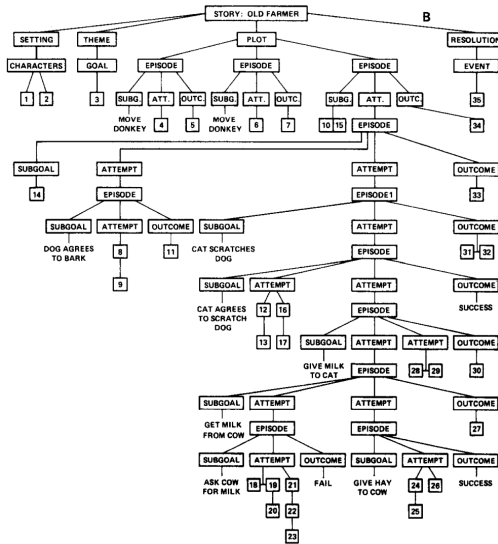 STORY: OLD FARMER B
SETTING THEME PLOT RESOLUTION
CHARACTERS GOAL EPISODE EPISODE EPISODE EVENT
1 2 3 SUBG. ATT. OUTC. SUBG. ATT. OUTC. SUBG. ATT. OUTC. 35
MOVE DONKEY 4 5 MOVE DONKEY 6 7 10 15 EPISODE 34
SUBGOAL ATTEMPT ATTEMPT OUTCOME
14 EPISODE EPISODE1 33
SUBGOAL ATTEMPT OUTCOME SUBGOAL ATTEMPT OUTCOME
DOG AGREES TO BARK 8 11 CAT SCRATCHES DOG EPISODE 31 32
9
SUBGOAL ATTEMPT ATTEMPT OUTCOME
CAT AGREES TO SCRATCH DOG 12 16 EPISODE SUCCESS
13 17
SUBGOAL ATTEMPT ATTEMPT OUTCOME
GIVE MILK TO CAT EPISODE 28 29 30
SUBGOAL ATTEMPT ATTEMPT OUTCOME
GET MILK FROM COW EPISODE EPISODE 27
SUBGOAL ATTEMPT OUTCOME SUBGOAL ATTEMPT OUTCOME
ASK COW FOR MILK 18 19 21 FAIL GIVE HAY TO COW 24 26 SUCCESS
20 22 25
23